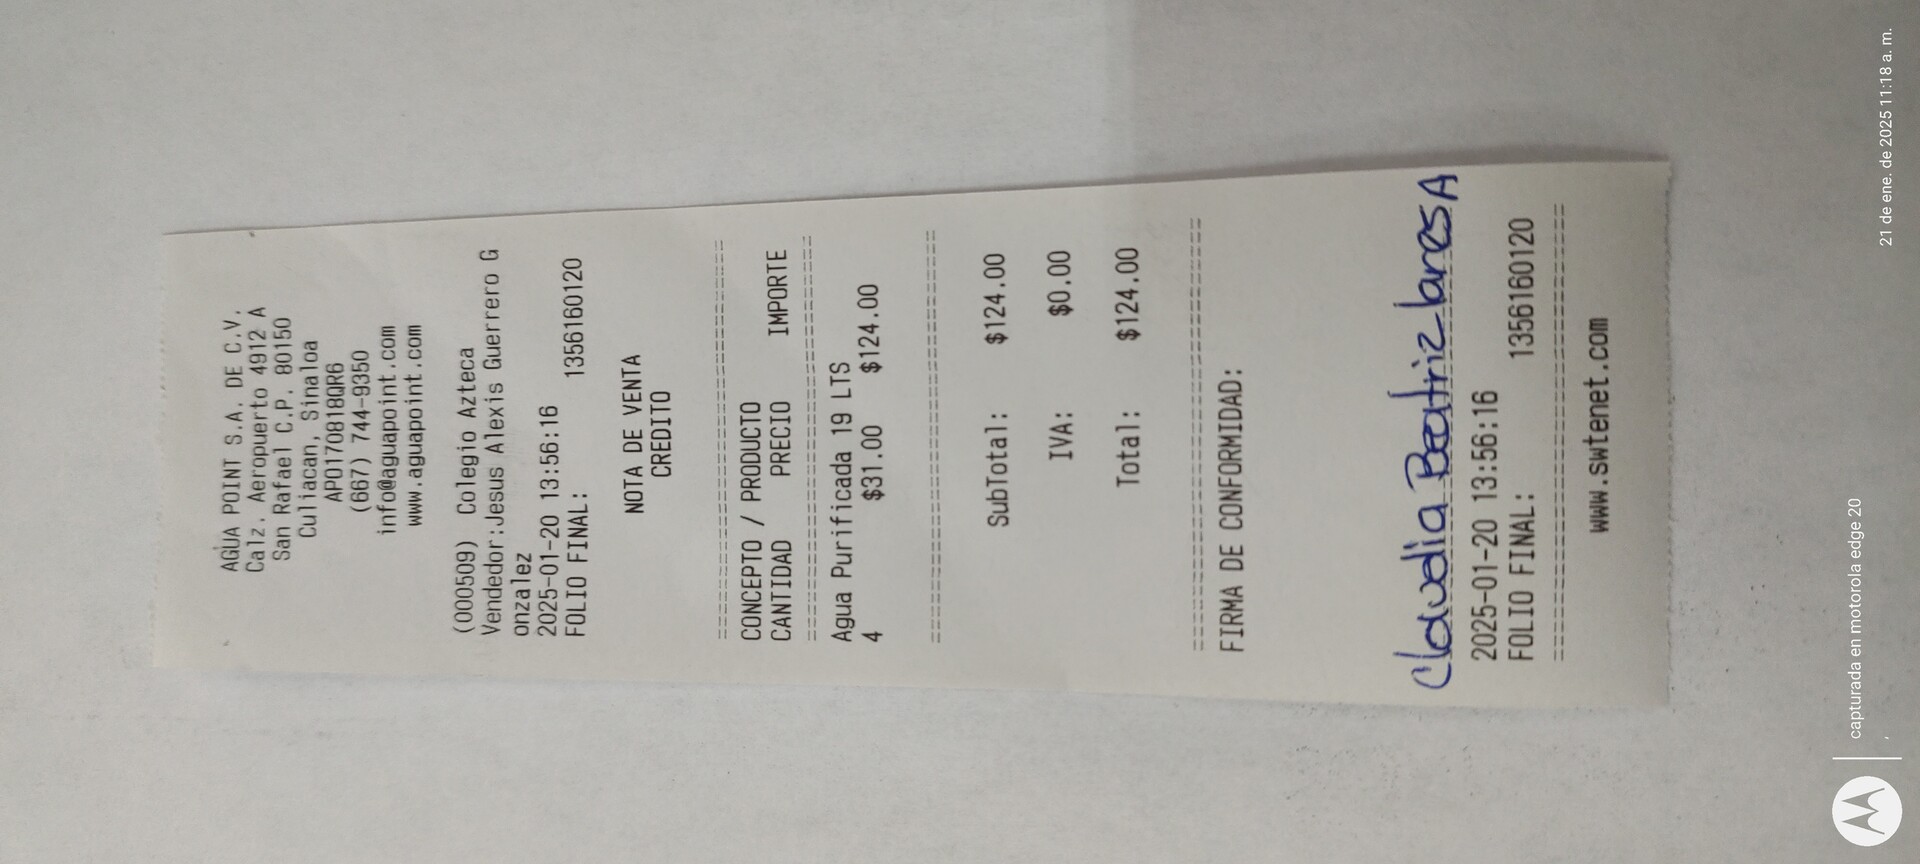 AGUA POINT S.A. DE C.V.
Calz. Aeropuerto 4912 A
San Rafael C.P. 80150
Culiacan, Sinaloa
APO170818QR6
(667) 744-9350
info@aguapoint.com
www.aguapoint.com
(000509) Colegio Azteca
Vendedor:Jesus Alexis Guerrero G
onzalez
2025-01-20 13:56:16
FOLIO FINAL: 1356160120
NOTA DE VENTA
CREDITO
================================
CONCEPTO / PRODUCTO
CANTIDAD PRECIO IMPORTE
================================
Agua Purificada 19 LTS
4 $31.00 $124.00
================================
SubTotal: $124.00
IVA: $0.00
Total: $124.00
================================
FIRMA DE CONFORMIDAD:
Claudia Beatriz lares A
2025-01-20 13:56:16
FOLIO FINAL: 1356160120
================================
www.swtenet.com
capturada en motorola edge 20
,
21 de ene. de 2025 11:18 a. m.